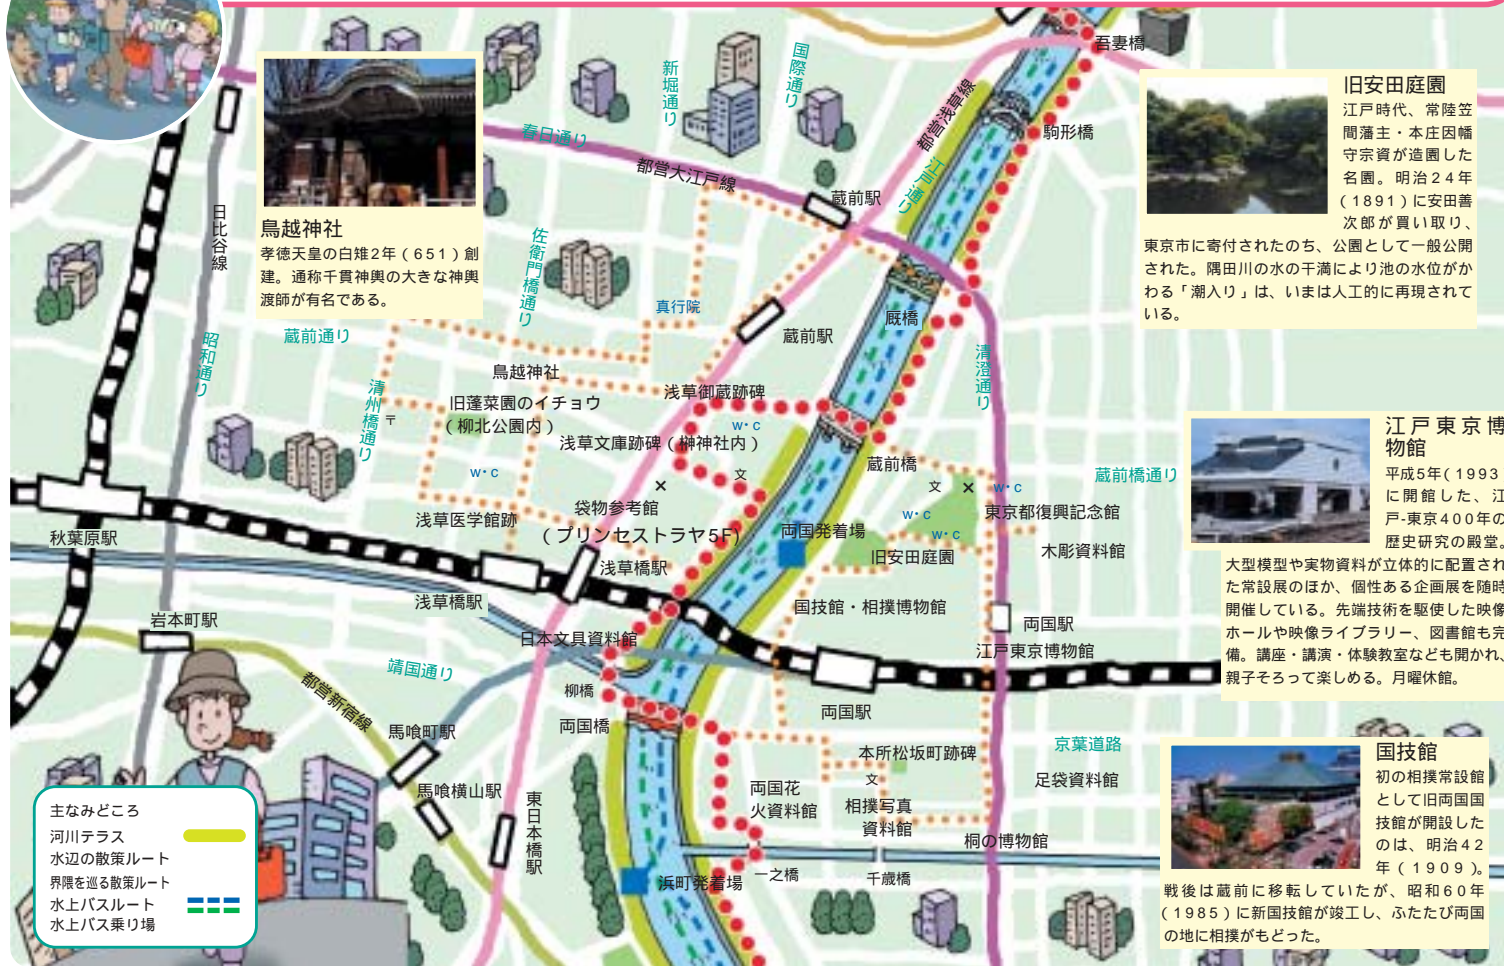 吾妻橋
国際通り
新堀通り
春日通り
都営浅草線
江戸通り
駒形橋
都営大江戸線
蔵前駅
日比谷線
佐衛門橋通り
鳥越神社
孝徳天皇の白雉2年（651）創
建。通称千貫神輿の大きな神輿
渡師が有名である。
旧安田庭園
江戸時代、常陸笠
間藩主・本庄因幡
守宗資が造園した
名園。明治24年
（1891）に安田善
次郎が買い取り、
東京市に寄付されたのち、公園として一般公開
された。隅田川の水の干満により池の水位がか
わる「潮入り」は、いまは人工的に再現されて
いる。
真行院
厩橋
蔵前駅
蔵前通り
昭和通り
清洲橋通り
清澄通り
鳥越神社
浅草御蔵跡碑
旧蓬菜園のイチョウ
（柳北公園内）
W・C
浅草文庫跡碑（榊神社内）
〒
W・C
文
蔵前橋
蔵前橋通り
文
W・C
袋物参考館
（プリンセストラヤ5F)
浅草医学館跡
W・C
東京都復興記念館
両国発着場
W・C
旧安田庭園
木彫資料館
秋葉原駅
浅草橋駅
浅草橋駅
国技館・相撲博物館
岩本町駅
日本文具資料館
両国駅
江戸東京博物館
靖国通り
都営新宿線
柳橋
両国橋
両国駅
馬喰町駅
本所松坂町跡碑
京葉道路
文
足袋資料館
馬喰横山駅
東日本橋駅
両国花
火資料館
相撲写真
資料館
桐の博物館
浜町発着場
一之橋
千歳橋
江戸東京博
物館
平成5年(1993
に開館した、江
戸-東京400年の
歴史研究の殿堂。
大型模型や実物資料が立体的に配置され
た常設展のほか、個性ある企画展を随時
開催している。先端技術を駆使した映像
ホールや映像ライブラリー、図書館も完
備。講座・講演・体験教室なども開かれ、
親子そろって楽しめる。月曜休館。
国技館
初の相撲常設館
として旧両国国
技館が開設した
のは、明治42
年（1909）。
戦後は蔵前に移転していたが、昭和60年
（1985）に新国技館が竣工し、ふたたび両国
の地に相撲がもどった。
主なみどころ
河川テラス
水辺の散策ルート
界隈を巡る散策ルート
水上バスルート
水上バス乗り場